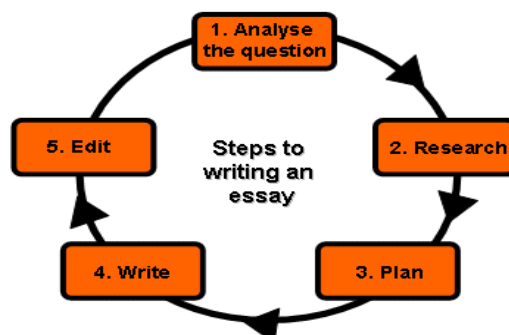 1. Analyse
the question
2. Research
3. Plan
4. Write
5. Edit
Steps to
writing an
essay